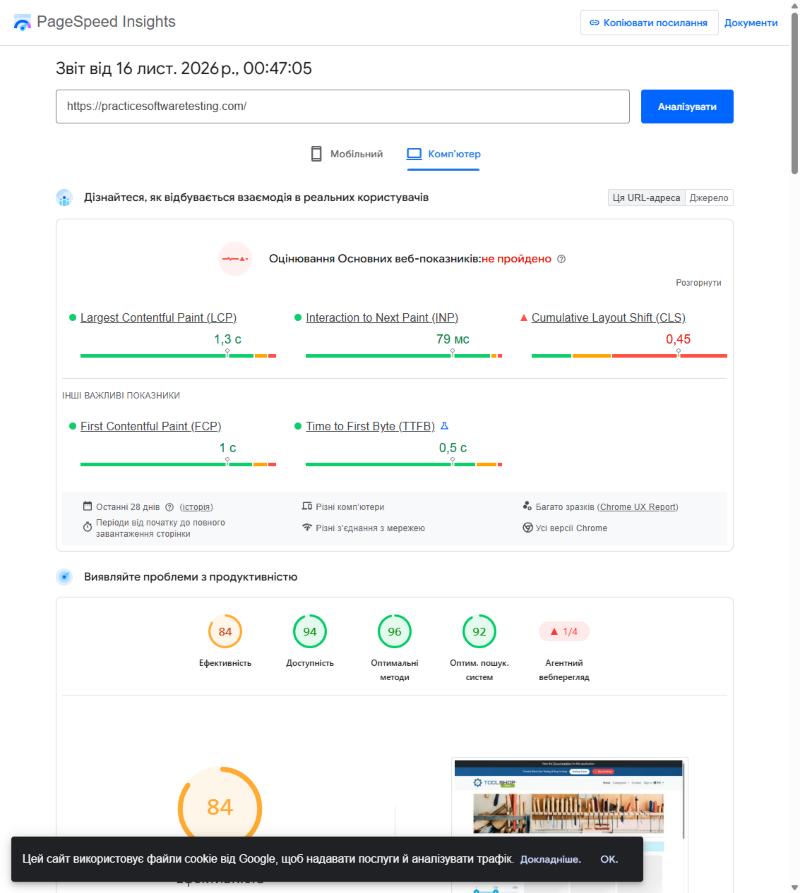 PageSpeed Insights
Копіювати посилання
Документи
Звіт від 16 лист. 2026 р., 00:47:05
https://practicesoftwaretesting.com/
Аналізувати
Мобільний
Комп’ютер
Дізнайтеся, як відбувається взаємодія в реальних користувачів
Ця URL-адреса
Джерело
Оцінювання Основних веб-показників:не пройдено
Розгорнути
Largest Contentful Paint (LCP)
1,3 с
Interaction to Next Paint (INP)
79 мс
Cumulative Layout Shift (CLS)
0,45
ІНШІ ВАЖЛИВІ ПОКАЗНИКИ
First Contentful Paint (FCP)
1 с
Time to First Byte (TTFB)
0,5 с
Останні 28 днів (історія)
Різні комп’ютери
Багато зразків (Chrome UX Report)
Періоди від початку до повного
завантаження сторінки
Різні з’єднання з мережею
Усі версії Chrome
Виявляйте проблеми з продуктивністю
84
Ефективність
94
Доступність
96
Оптимальні
методи
92
Оптим. пошук.
систем
1/4
Агентний
вебперегляд
84
TOOLSHOP
Цей сайт використовує файли cookie від Google, щоб надавати послуги й аналізувати трафік. Докладніше. OK.